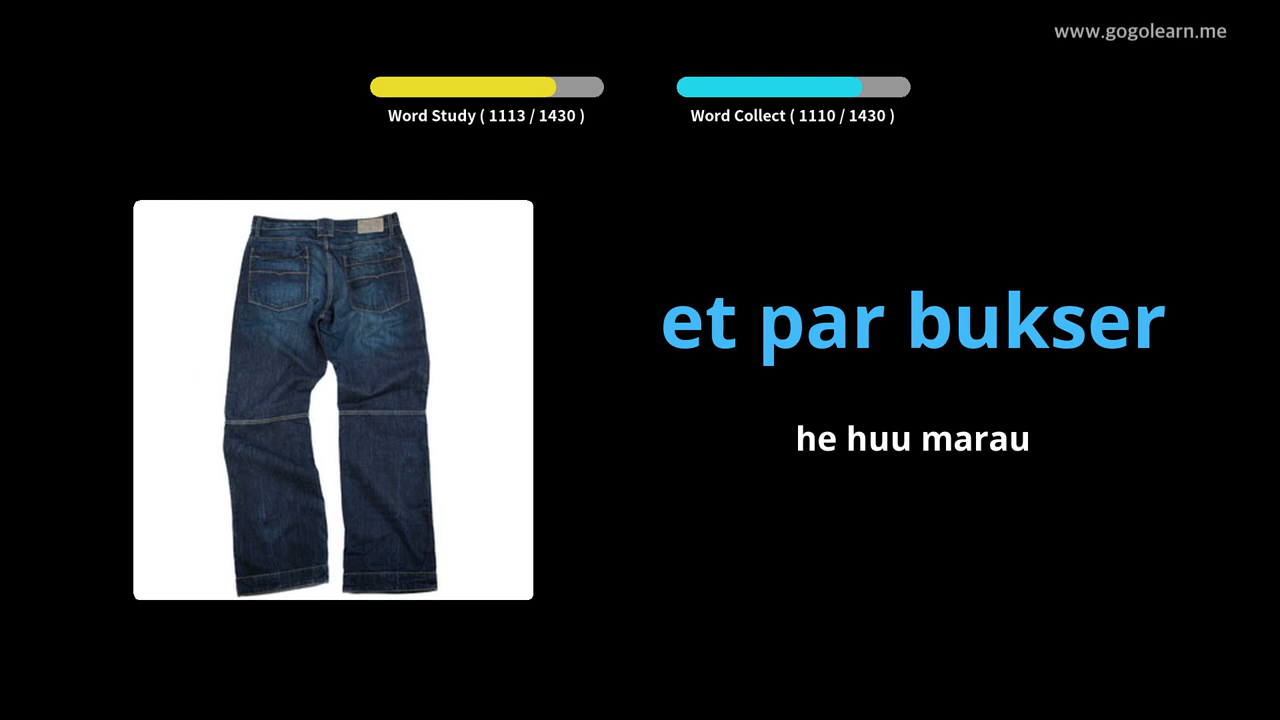 www.gogolearn.me
Word Study ( 1113 / 1430 )
Word Collect ( 1110 / 1430 )
et par bukser
he huu marau